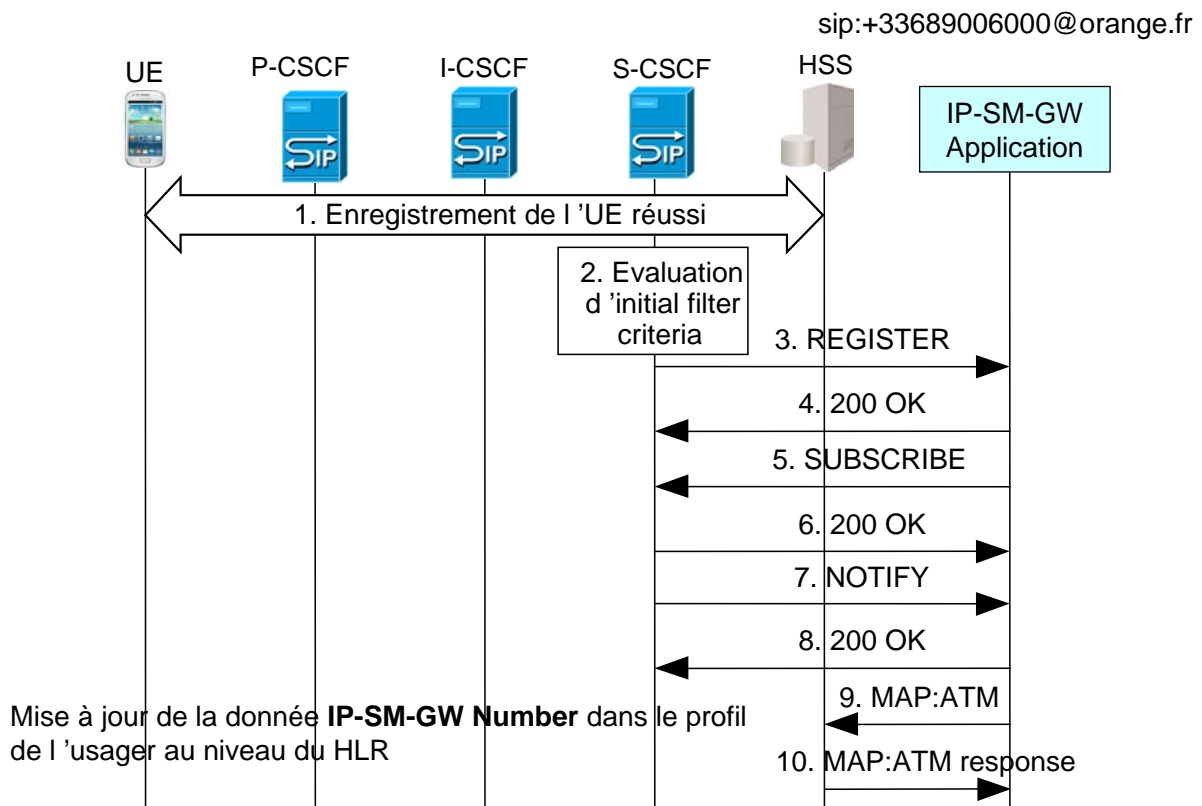 sip:+33689006000@orange.fr
UE
P-CSCF
I-CSCF
S-CSCF
HSS
IP-SM-GW
Application
SIP
SIP
SIP
1. Enregistrement de l ’UE réussi
2. Evaluation
d ’initial filter
criteria
3. REGISTER
4. 200 OK
5. SUBSCRIBE
6. 200 OK
7. NOTIFY
8. 200 OK
9. MAP:ATM
Mise à jour de la donnée IP-SM-GW Number dans le profil
de l ’usager au niveau du HLR
10. MAP:ATM response